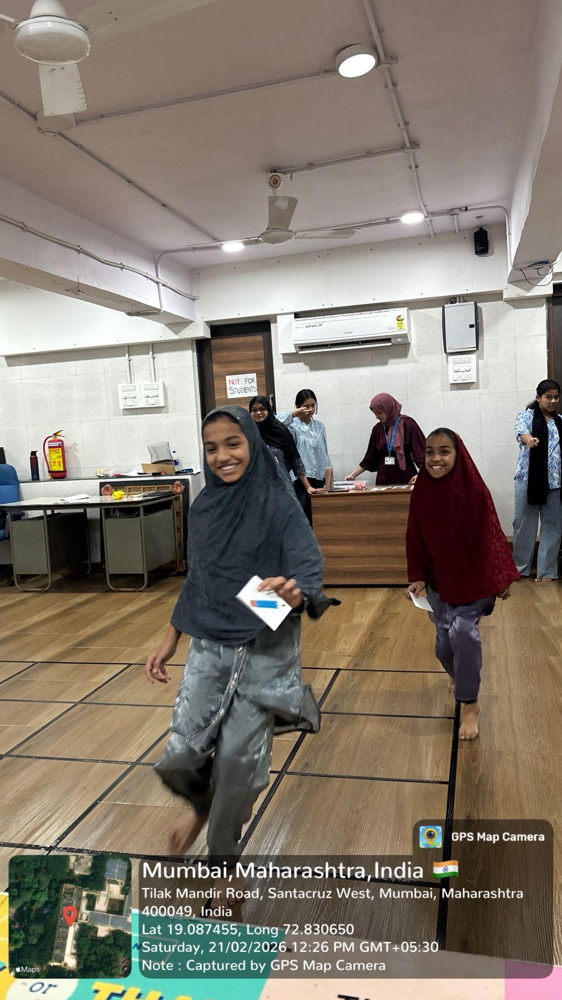 NOT FOR
STUDENTS
GPS Map Camera
Mumbai,Maharashtra,India
Tilak Mandir Road, Santacruz West, Mumbai, Maharashtra
400049, India
Lat 19.087455, Long 72.830650
Saturday, 21/02/2026 12:26 PM GMT+05:30
Note : Captured by GPS Map Camera
Maps
or